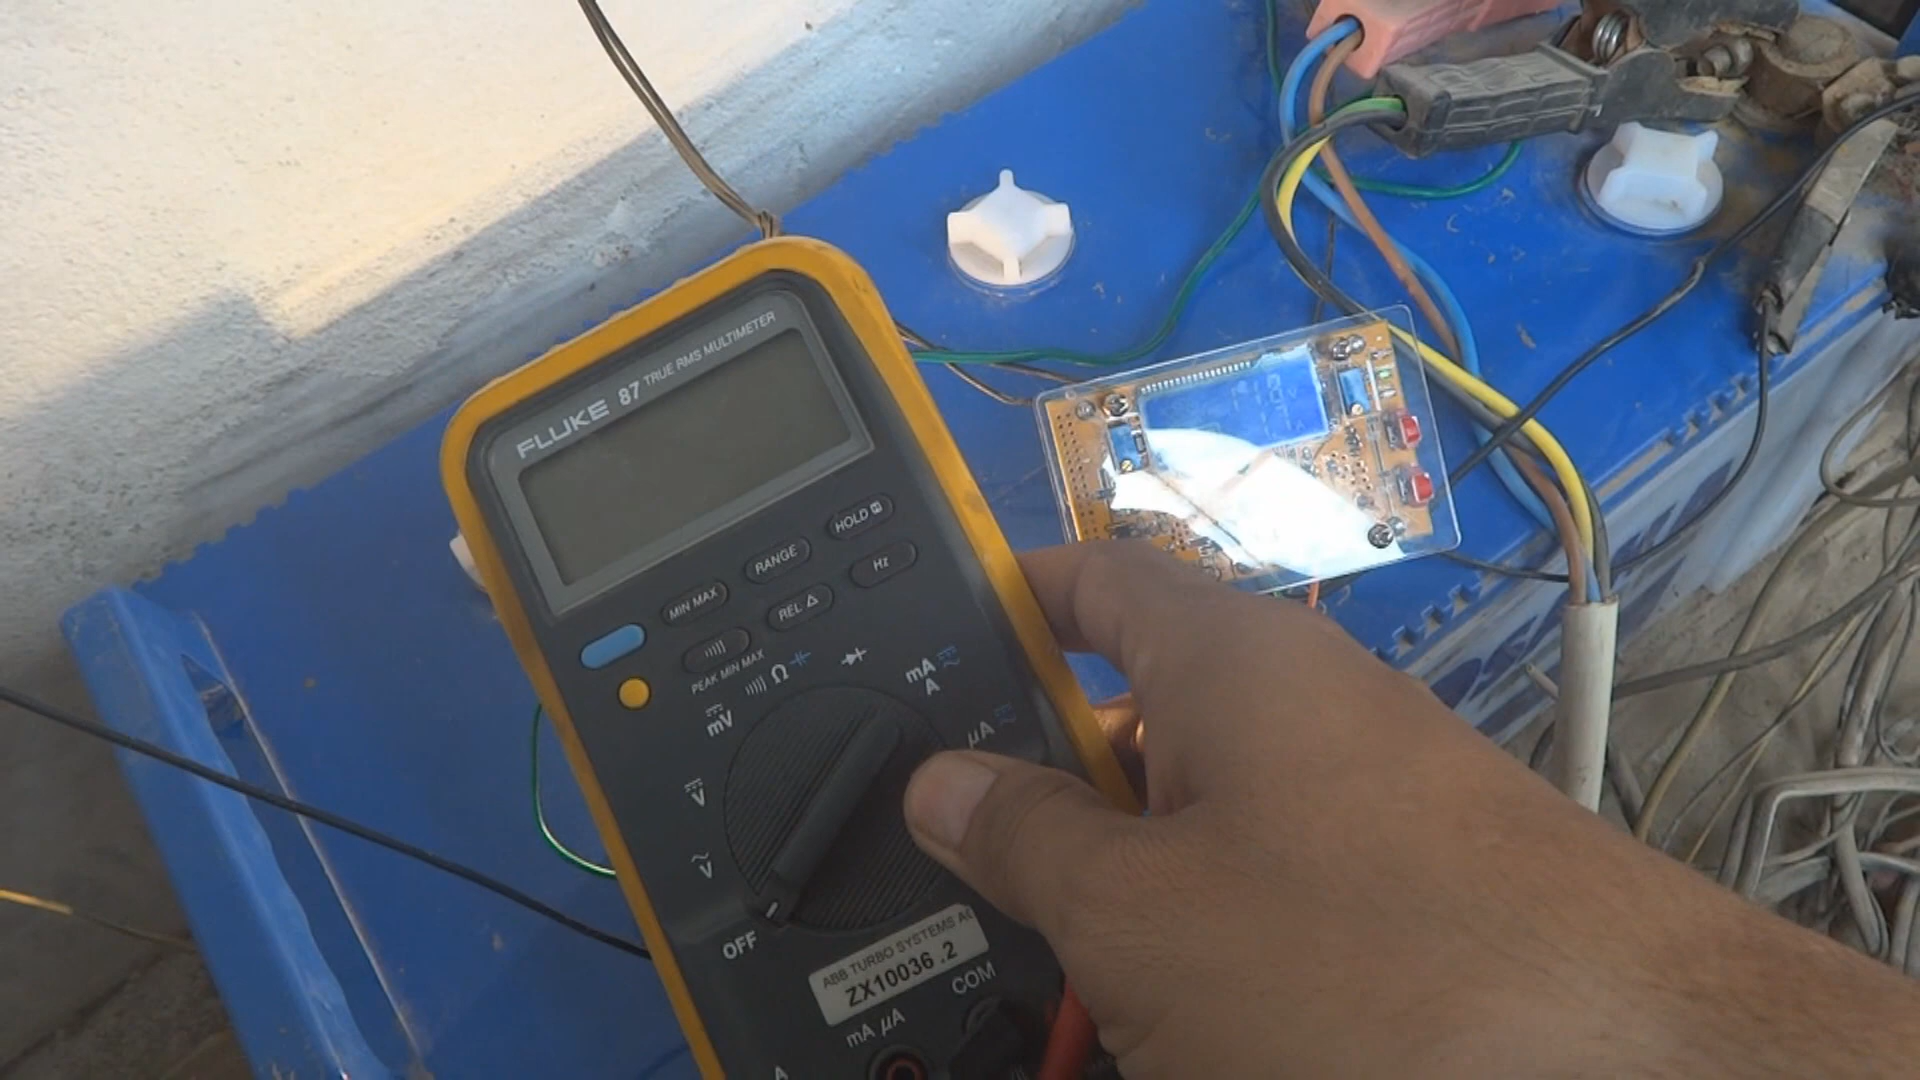 FLUKE 87 TRUE RMS MULTIMETER
HOLD
RANGE
MIN MAX
Hz
REL Δ
PEAK MIN MAX
Ω
mV
mA
A
µA
V
V
OFF
ABB TURBO SYSTEMS
ZX10036 .2
COM
mA µA
A